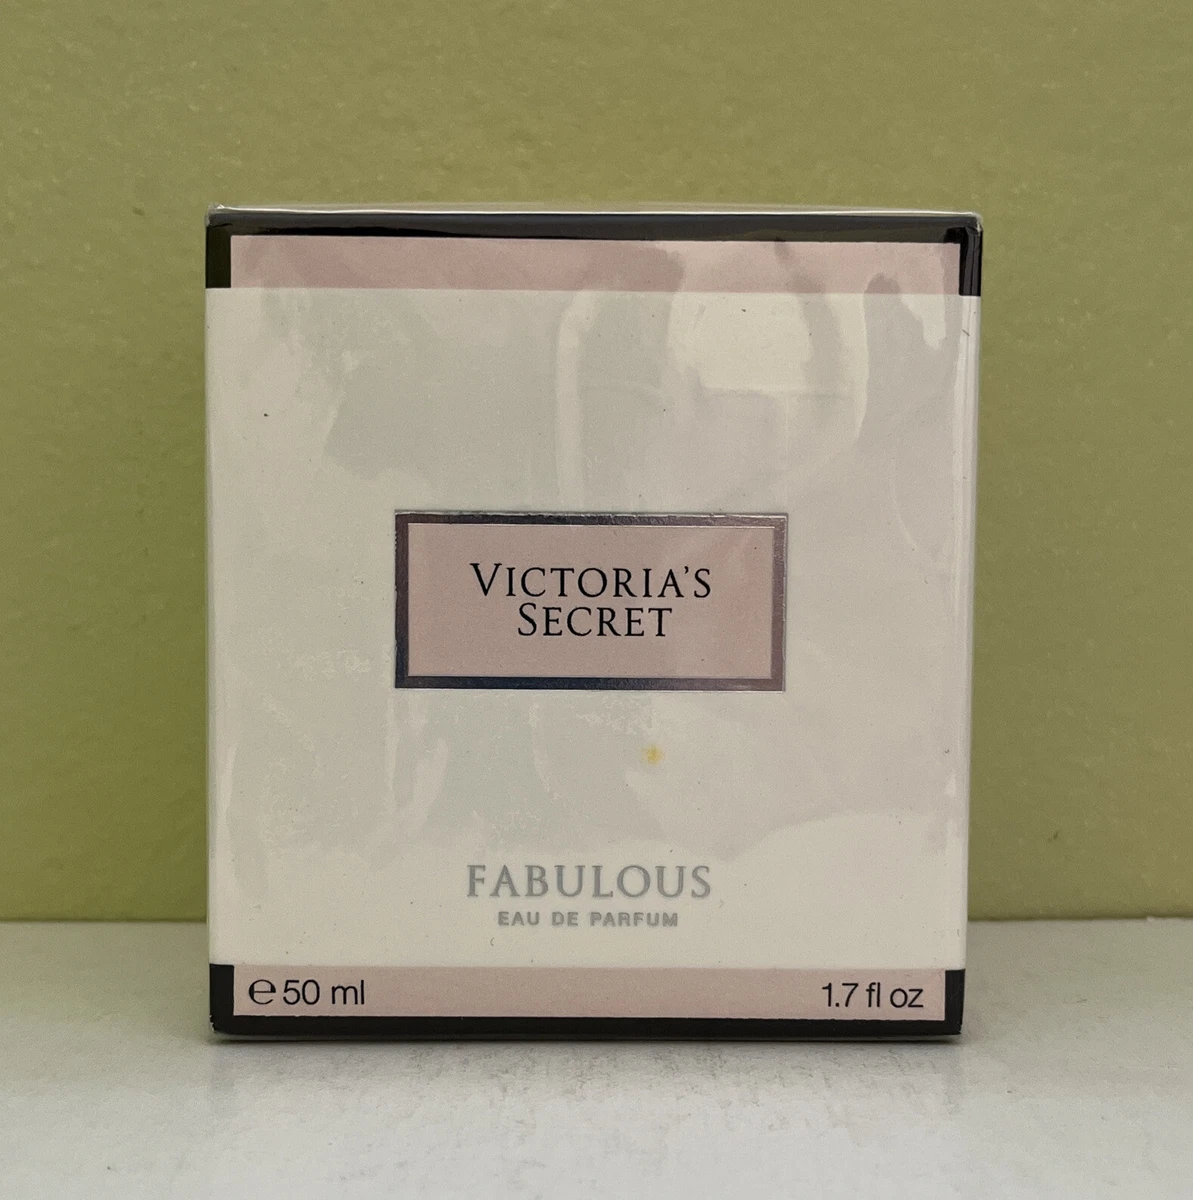 VICTORIA'S
SECRET
FABULOUS
EAU DE PARFUM
℮ 50 ml 1.7 fl oz